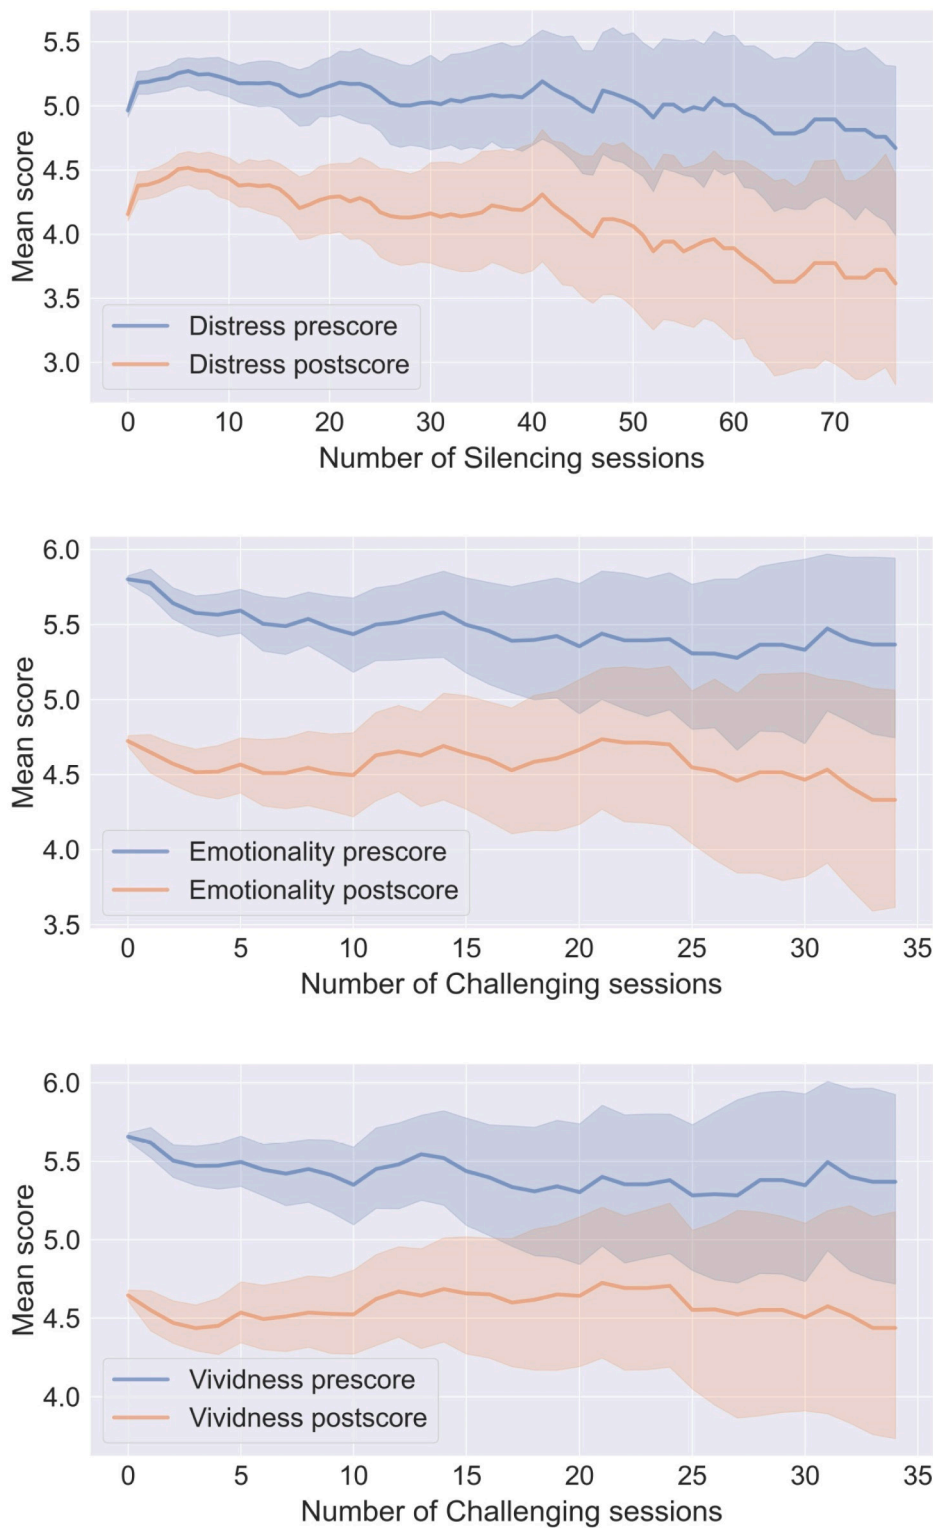 5.5
5.0
4.5
4.0
3.5
3.0
Mean score
Distress prescore
Distress postscore
0 10 20 30 40 50 60 70
Number of Silencing sessions
6.0
5.5
5.0
4.5
4.0
3.5
Mean score
Emotionality prescore
Emotionality postscore
0 5 10 15 20 25 30 35
Number of Challenging sessions
6.0
5.5
5.0
4.5
4.0
Mean score
Vividness prescore
Vividness postscore
0 5 10 15 20 25 30 35
Number of Challenging sessions